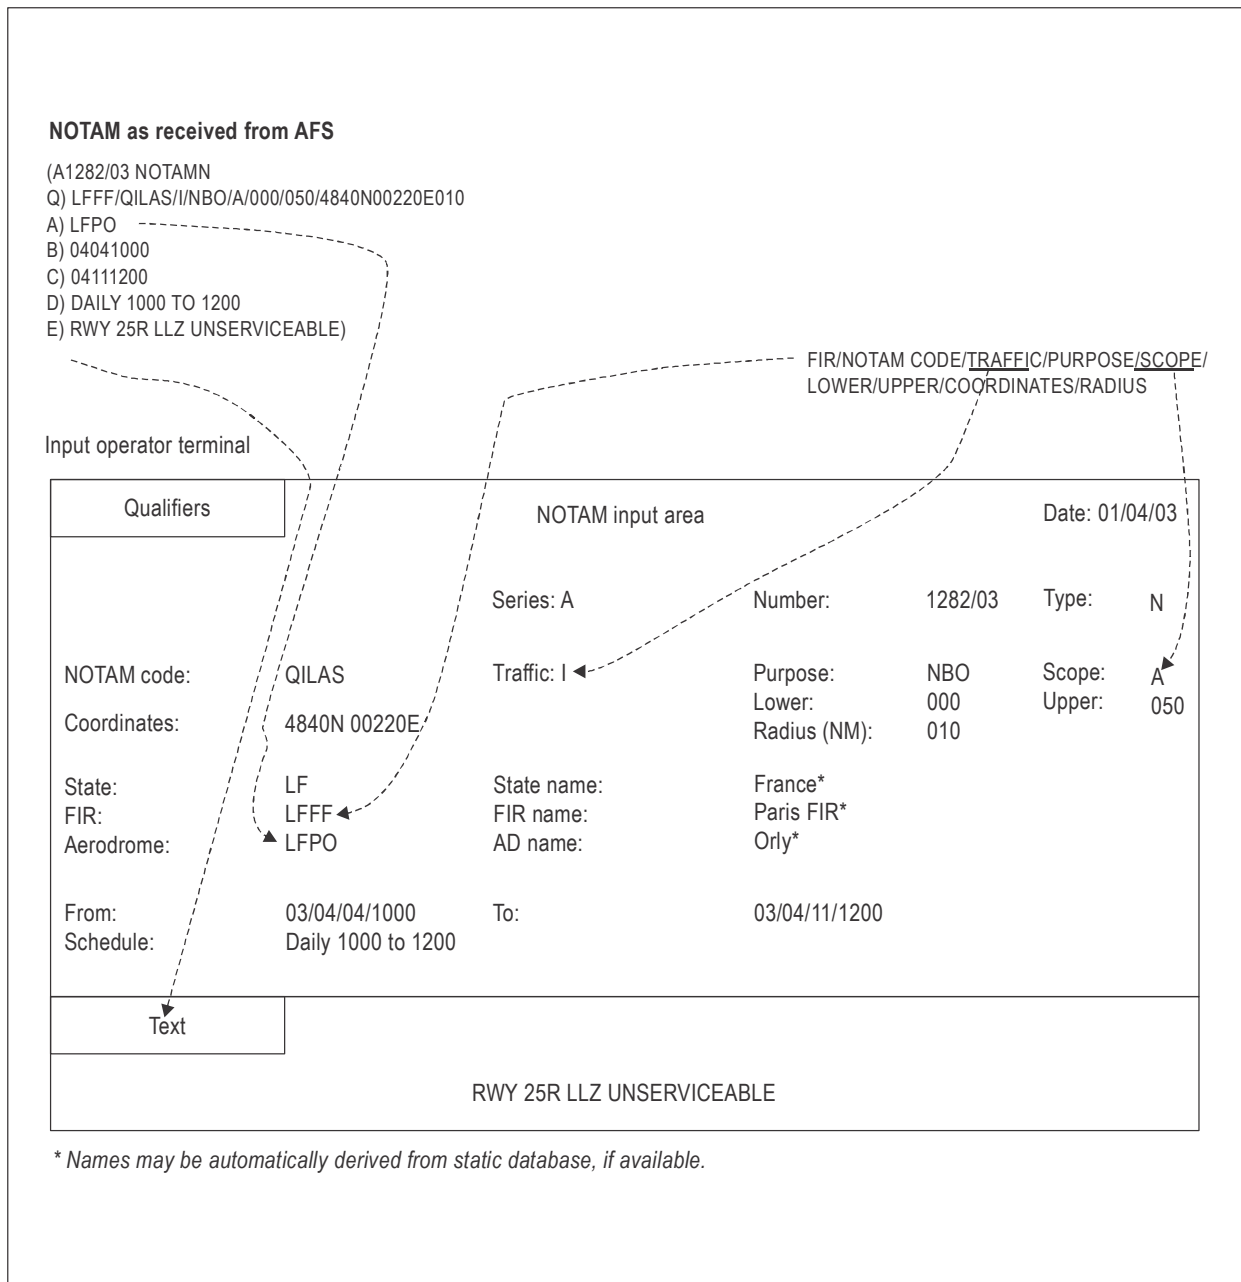 NOTAM as received from AFS
(A1282/03 NOTAMN
Q) LFFF/QILAS/I/NBO/A/000/050/4840N00220E010
A) LFPO
B) 04041000
C) 04111200
D) DAILY 1000 TO 1200
E) RWY 25R LLZ UNSERVICEABLE)
FIR/NOTAM CODE/TRAFFIC/PURPOSE/SCOPE/
LOWER/UPPER/COORDINATES/RADIUS
Input operator terminal
Qualifiers NOTAM input area Date: 01/04/03
Series: A Number: 1282/03 Type: N
NOTAM code: QILAS Traffic: I Purpose: NBO Scope: A
Lower: 000 Upper: 050
Coordinates: 4840N 00220E Radius (NM): 010
State: LF State name: France*
FIR: LFFF FIR name: Paris FIR*
Aerodrome: LFPO AD name: Orly*
From: 03/04/04/1000 To: 03/04/11/1200
Schedule: Daily 1000 to 1200
Text
RWY 25R LLZ UNSERVICEABLE
* Names may be automatically derived from static database, if available.